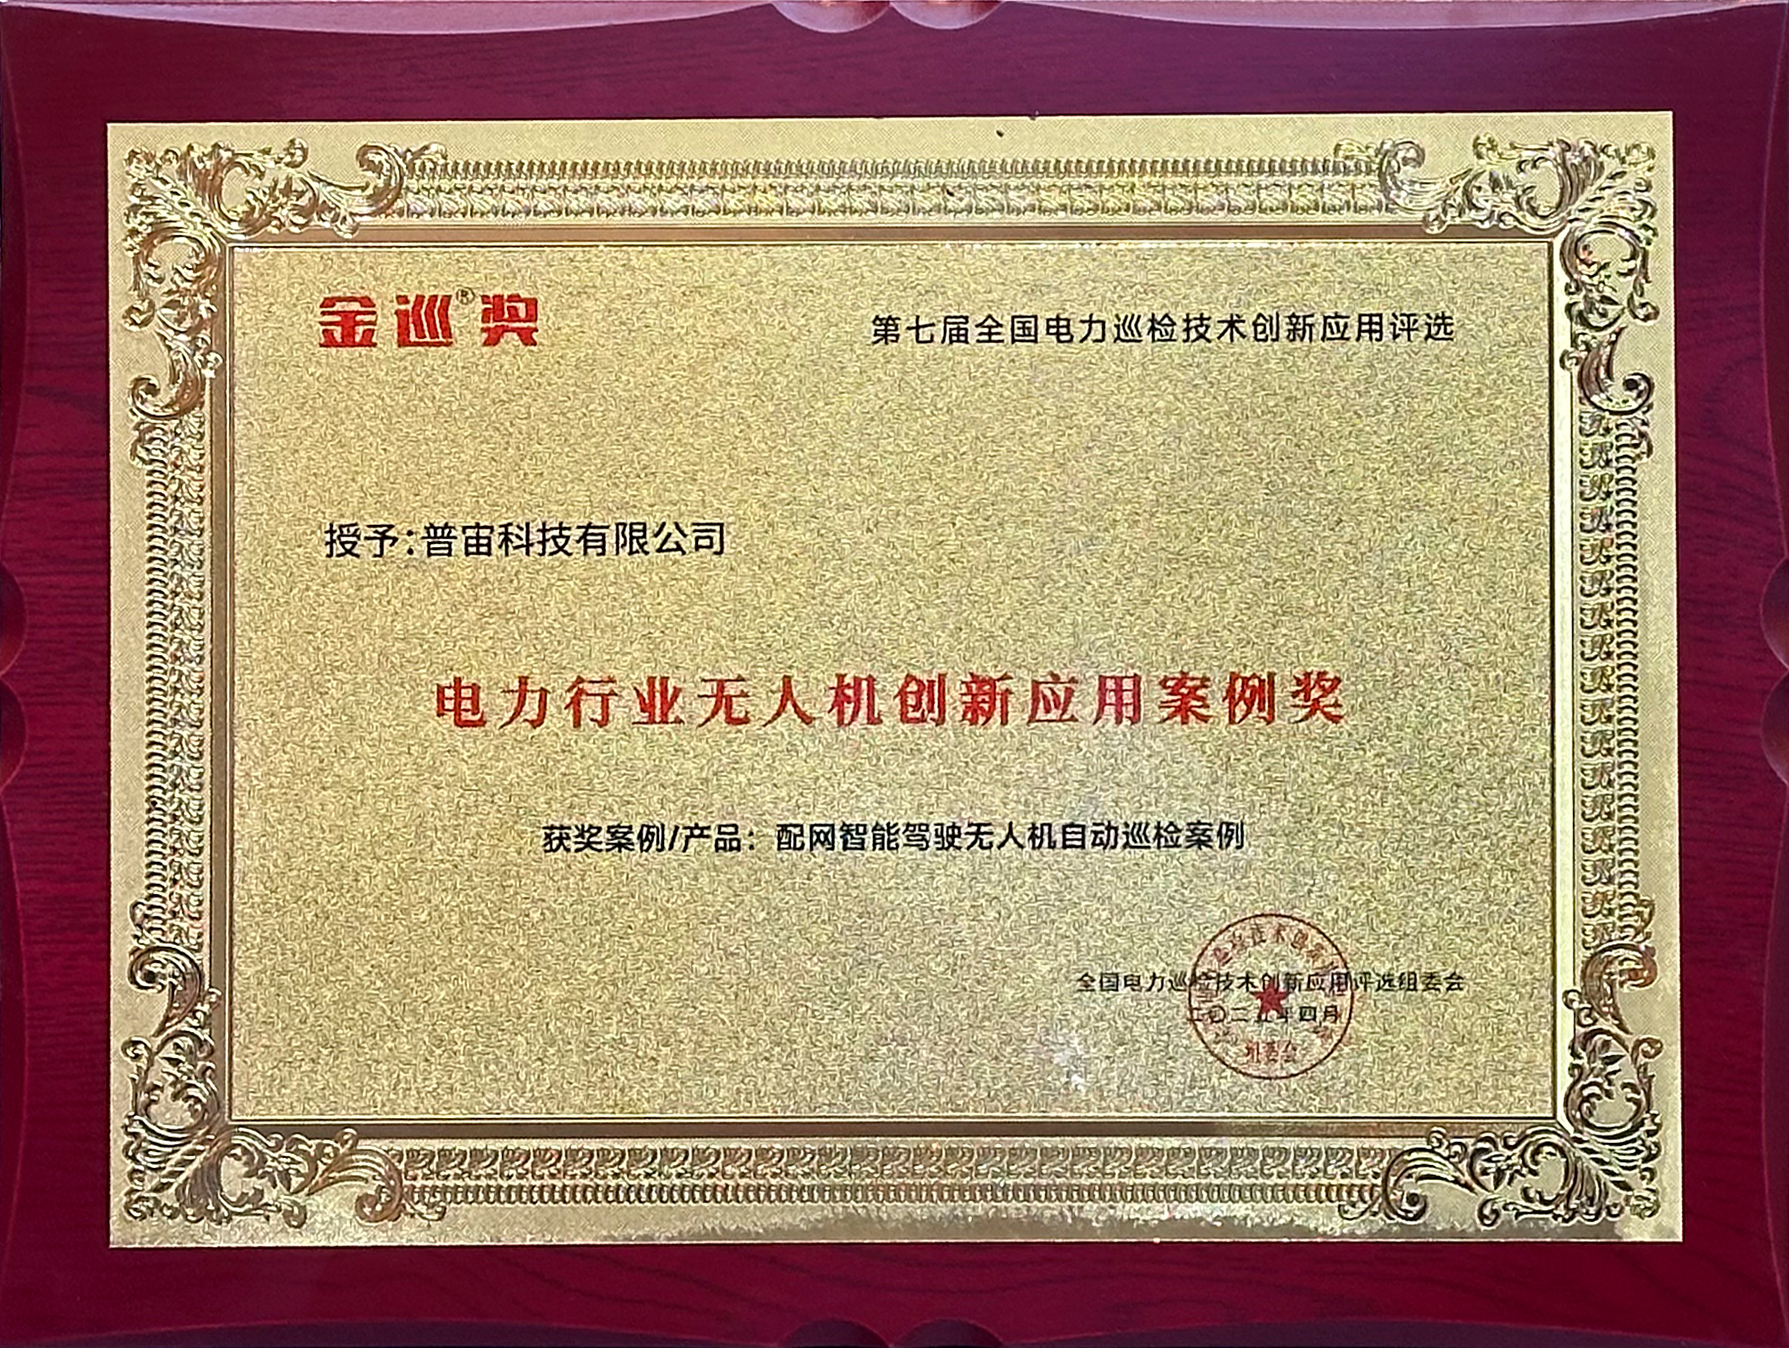 金巡®奖
第七届全国电力巡检技术创新应用评选
授予:普宙科技有限公司
电力行业无人机创新应用案例奖
获奖案例/产品：配网智能驾驶无人机自动巡检案例
全国电力巡检技术创新应用评选组委会
二〇二五年四月
组委会